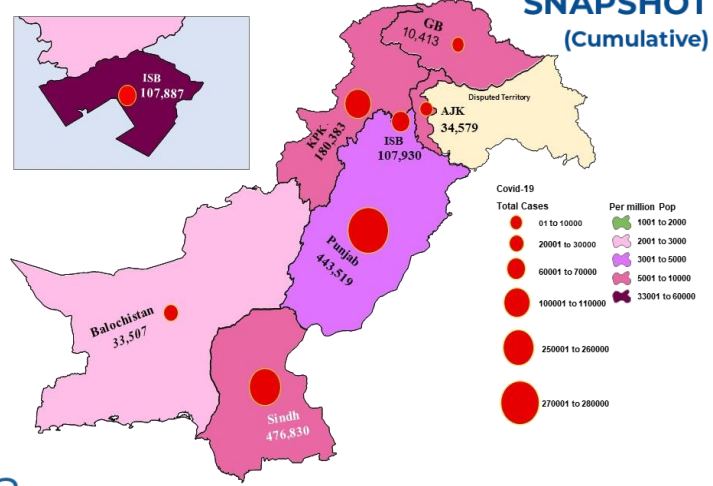 SNAPSHOT
(Cumulative)
ISB
107,887
GB
10,413
Disputed Territory
AJK
34,579
KPK
180,383
ISB
107,930
Punjab
443,519
Balochistan
33,507
Sindh
476,830
Covid-19
Total Cases
01 to 10000
20001 to 30000
60001 to 70000
100001 to 110000
250001 to 260000
270001 to 280000
Per million Pop
1001 to 2000
2001 to 3000
3001 to 5000
5001 to 10000
33001 to 60000